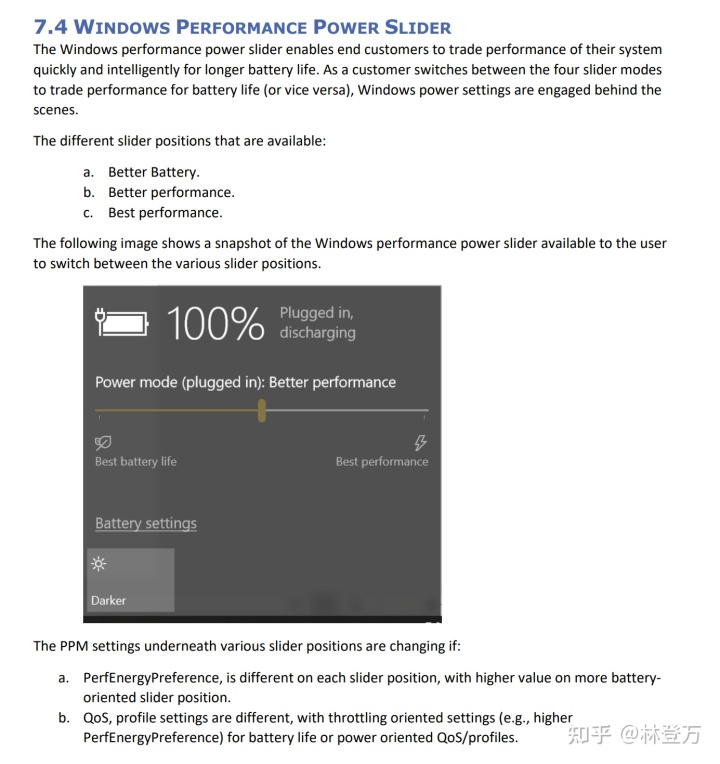 7.4 WINDOWS PERFORMANCE POWER SLIDER
The Windows performance power slider enables end customers to trade performance of their system
quickly and intelligently for longer battery life. As a customer switches between the four slider modes
to trade performance for battery life (or vice versa), Windows power settings are engaged behind the
scenes.
The different slider positions that are available:
a. Better Battery.
b. Better performance.
c. Best performance.
The following image shows a snapshot of the Windows performance power slider available to the user
to switch between the various slider positions.
100% Plugged in,
discharging
Power mode (plugged in): Better performance
Best battery life Best performance
Battery settings
Darker
The PPM settings underneath various slider positions are changing if:
a. PerfEnergyPreference, is different on each slider position, with higher value on more battery-
oriented slider position.
b. QoS, profile settings are different, with throttling oriented settings (e.g., higher
PerfEnergyPreference) for battery life or power oriented QoS/profiles.
知乎 @林登万